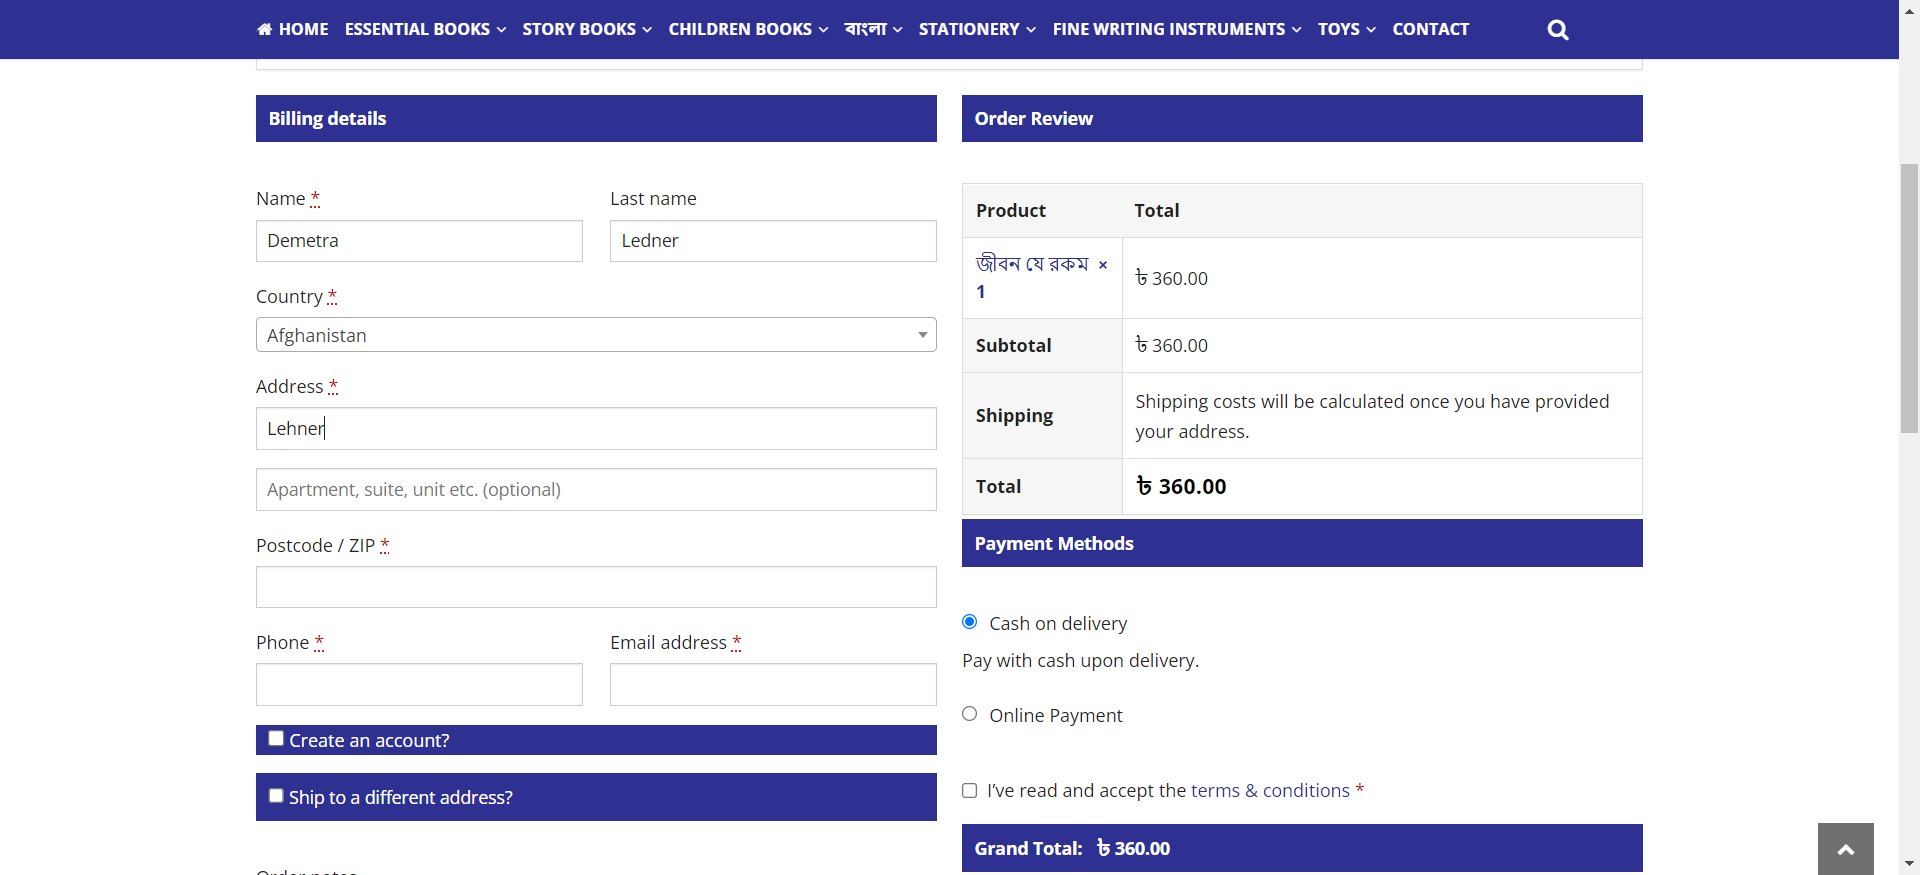 HOME ESSENTIAL BOOKS STORY BOOKS CHILDREN BOOKS বাংলা STATIONERY FINE WRITING INSTRUMENTS TOYS CONTACT
Billing details
Name *
Last name
Demetra
Ledner
Country *
Afghanistan
Address *
Lehner
Apartment, suite, unit etc. (optional)
Postcode / ZIP *
Phone *
Email address *
Create an account?
Ship to a different address?
Order notes
Order Review
Product Total
জীবন যে রকম ×
1
৳ 360.00
Subtotal ৳ 360.00
Shipping
Shipping costs will be calculated once you have provided
your address.
Total ৳ 360.00
Payment Methods
Cash on delivery
Pay with cash upon delivery.
Online Payment
I've read and accept the terms & conditions *
Grand Total: ৳ 360.00